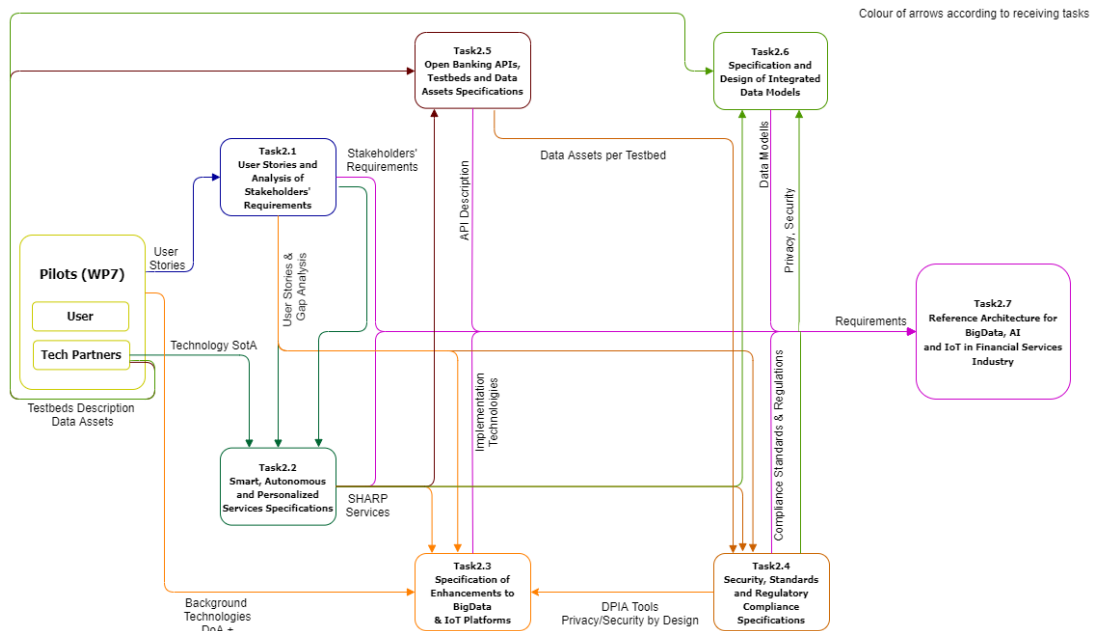 Colour of arrows according to receiving tasks
Task2.5
Open Banking APIs,
Testbeds and Data
Assets Specifications
Task2.6
Specification and
Design of Integrated
Data Models
Task2.1
User Stories and
Analysis of
Stakeholders'
Requirements
Stakeholders'
Requirements
Data Assets per Testbed
API Description
Data Modells
Privacy, Security
User
Stories
User Stories &
Gap Analysis
Pilots (WP7)
User
Tech Partners
Technology SotA
Testbeds Description
Data Assets
Requirements
Task2.7
Reference Architecture for
BigData, AI
and IoT in Financial Services
Industry
Implementation
Technologies
Compliance Standards & Regulations
Task2.2
Smart, Autonomous
and Personalized
Services Specifications
SHARP
Services
Task2.3
Specification of
Enhancements to
BigData
& IoT Platforms
Task2.4
Security, Standards
and Regulatory
Compliance
Specifications
DPIA Tools
Privacy/Security by Design
Background
Technologies
DoA +